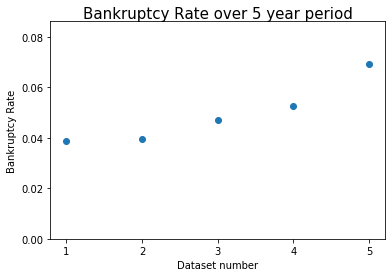 Bankruptcy Rate over 5 year period
0.08
0.06
0.04
0.02
0.00
Bankruptcy Rate
1 2 3 4 5
Dataset number